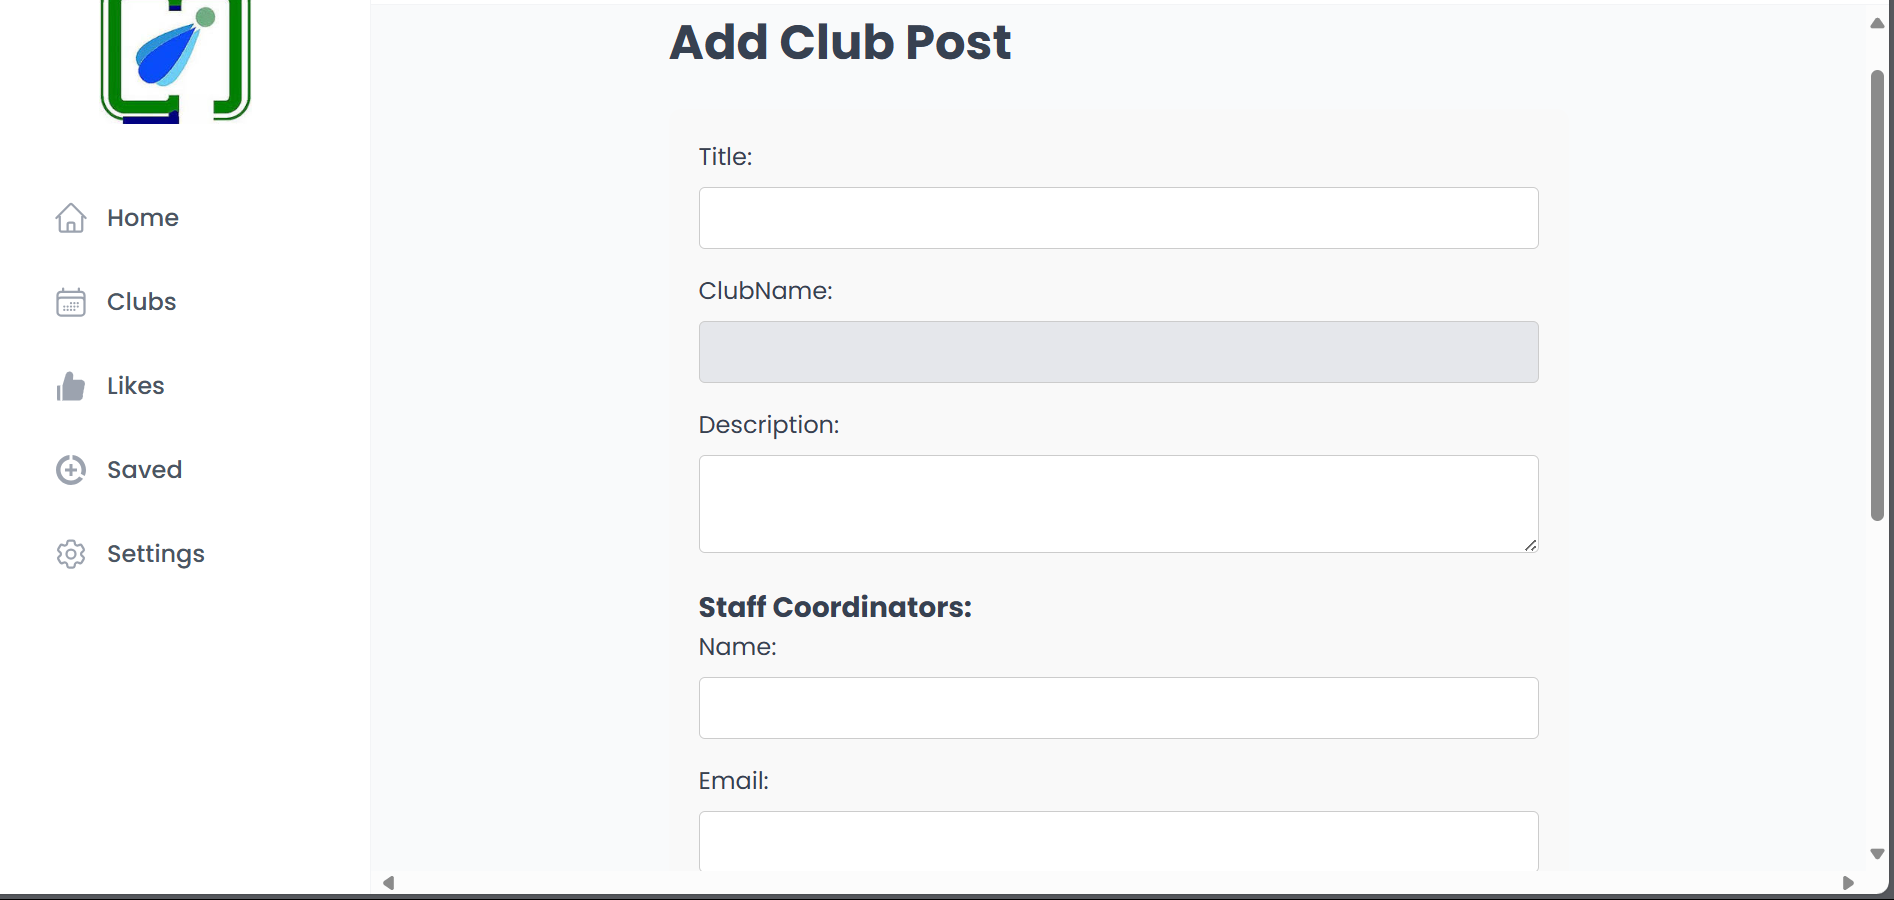 Add Club Post
Home
Clubs
Likes
Saved
Settings
Title:
ClubName:
Description:
Staff Coordinators:
Name:
Email: